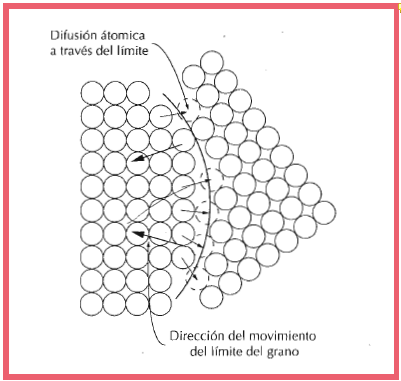 Difusión átomica
a través del límite
Dirección del movimiento
del límite del grano